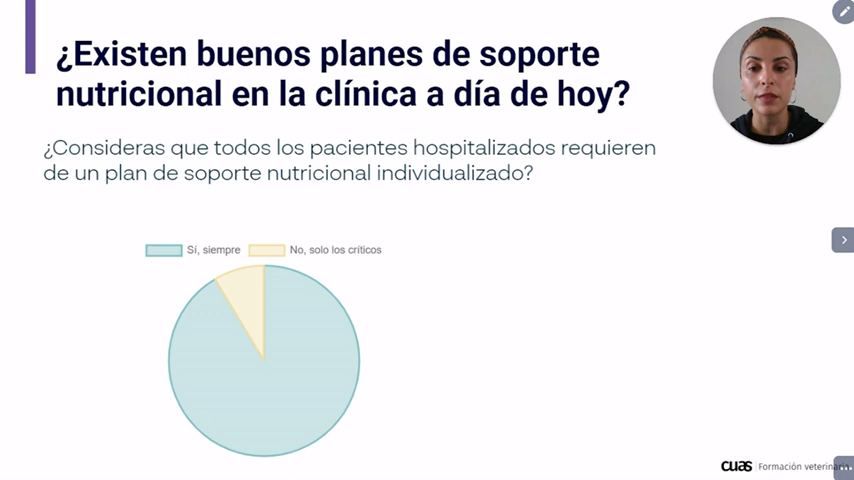 ¿Existen buenos planes de soporte
nutricional en la clínica a día de hoy?
¿Consideras que todos los pacientes hospitalizados requieren
de un plan de soporte nutricional individualizado?
Sí, siempre
No, solo los críticos
cuas Formación veterinaria